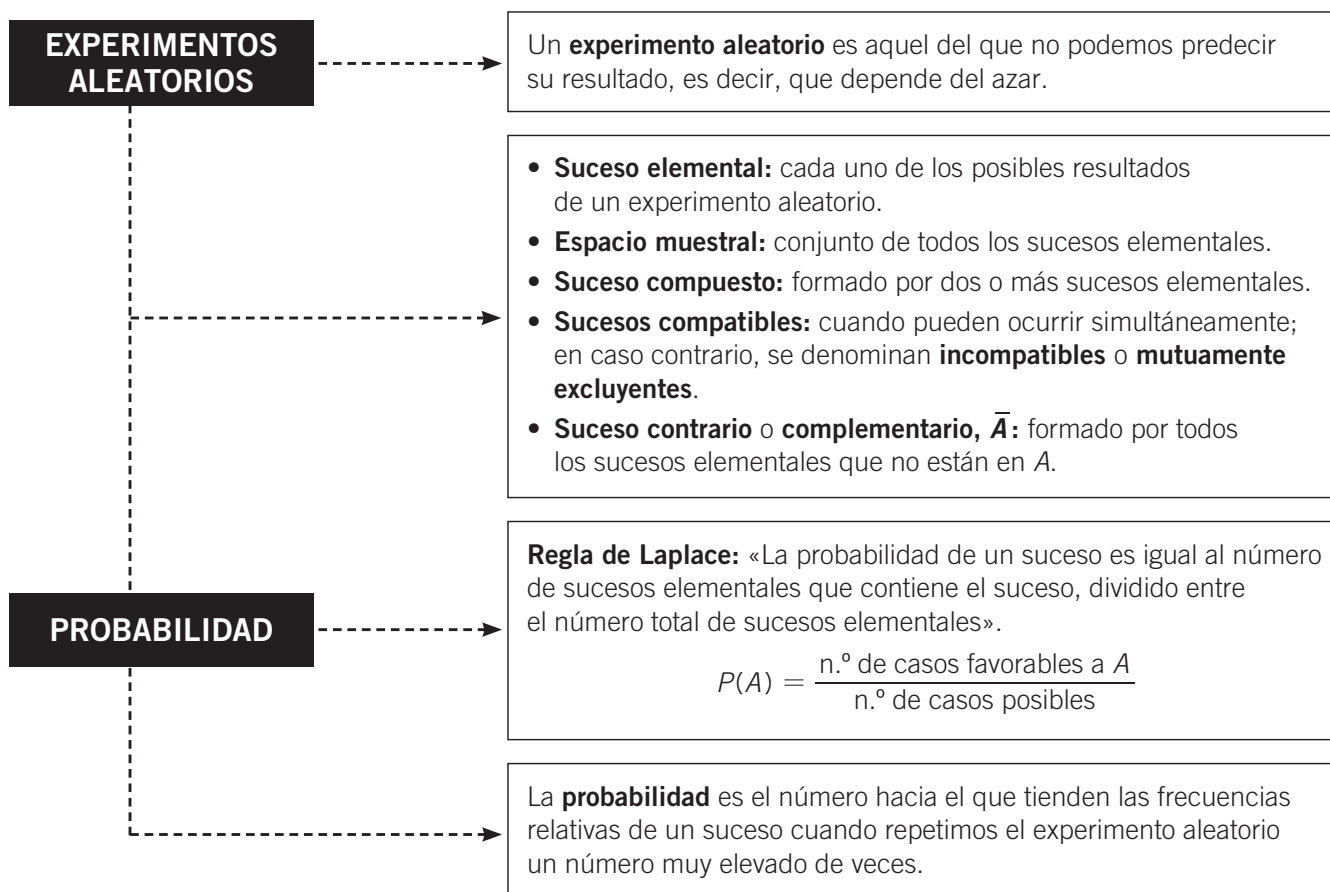 EXPERIMENTOS
ALEATORIOS
Un experimento aleatorio es aquel del que no podemos predecir
su resultado, es decir, que depende del azar.
• Suceso elemental: cada uno de los posibles resultados
de un experimento aleatorio.
• Espacio muestral: conjunto de todos los sucesos elementales.
• Suceso compuesto: formado por dos o más sucesos elementales.
• Sucesos compatibles: cuando pueden ocurrir simultáneamente;
en caso contrario, se denominan incompatibles o mutuamente
excluyentes.
• Suceso contrario o complementario, A̅: formado por todos
los sucesos elementales que no están en A.
PROBABILIDAD
Regla de Laplace: «La probabilidad de un suceso es igual al número
de sucesos elementales que contiene el suceso, dividido entre
el número total de sucesos elementales».
P(A) = n.º de casos favorables a A
n.º de casos posibles
La probabilidad es el número hacia el que tienden las frecuencias
relativas de un suceso cuando repetimos el experimento aleatorio
un número muy elevado de veces.